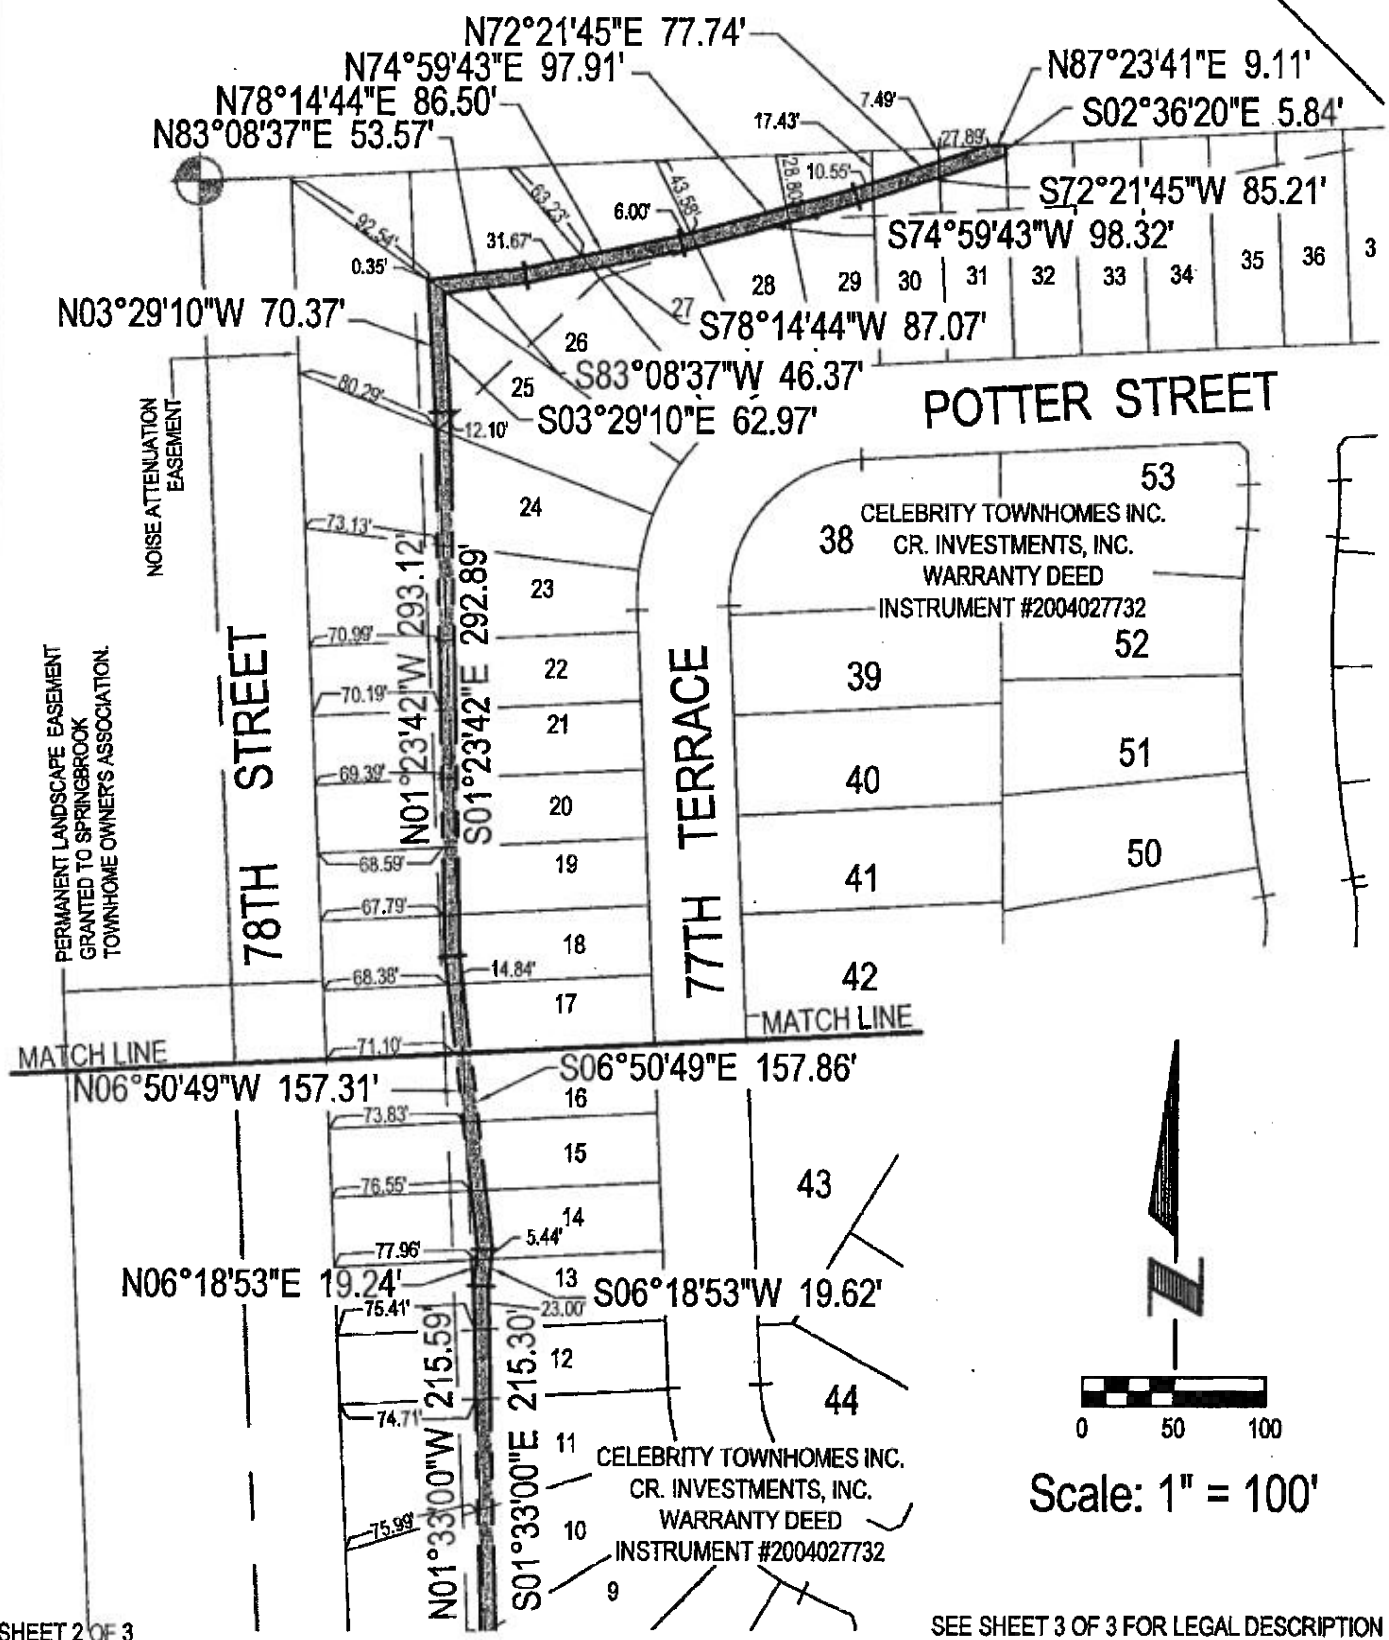 N72°21'45"E 77.74'
N74°59'43"E 97.91'
N87°23'41"E 9.11'
N78°14'44"E 86.50'
7.49'
S02°36'20"E 5.84'
N83°08'37"E 53.57'
17.43'
27.89'
28.80'
10.55'
43.58'
63.23'
S72°21'45"W 85.21'
92.54'
6.00'
31.67'
S74°59'43"W 98.32'
0.35'
28
29
30
31
32
33
34
35
36
3
N03°29'10"W 70.37'
27
S78°14'44"W 87.07'
26
25
S83°08'37"W 46.37'
80.29'
12.10'
S03°29'10"E 62.97'
POTTER STREET
NOISE ATTENUATION
EASEMENT
53
24
CELEBRITY TOWNHOMES INC.
38
CR. INVESTMENTS, INC.
WARRANTY DEED
INSTRUMENT #2004027732
73.13'
23
N01°23'42"W 293.12'
S01°23'42"E 292.89'
70.99'
22
39
52
70.19'
21
78TH STREET
77TH TERRACE
PERMANENT LANDSCAPE EASEMENT
GRANTED TO SPRINGBROOK
TOWNHOME OWNER'S ASSOCIATION.
69.39'
20
40
51
68.59'
19
41
50
67.79'
18
68.38'
14.84'
17
42
MATCH LINE
71.10'
MATCH LINE
N06°50'49"W 157.31'
S06°50'49"E 157.86'
16
73.83'
15
76.55'
43
14
5.44'
77.96'
N06°18'53"E 19.24'
13
S06°18'53"W 19.62'
75.41'
23.00'
N01°33'00"W 215.59'
S01°33'00"E 215.30'
12
74.71'
44
11
CELEBRITY TOWNHOMES INC.
CR. INVESTMENTS, INC.
WARRANTY DEED
INSTRUMENT #2004027732
75.99'
10
9
0 50 100
Scale: 1" = 100'
SHEET 2 OF 3
SEE SHEET 3 OF 3 FOR LEGAL DESCRIPTION